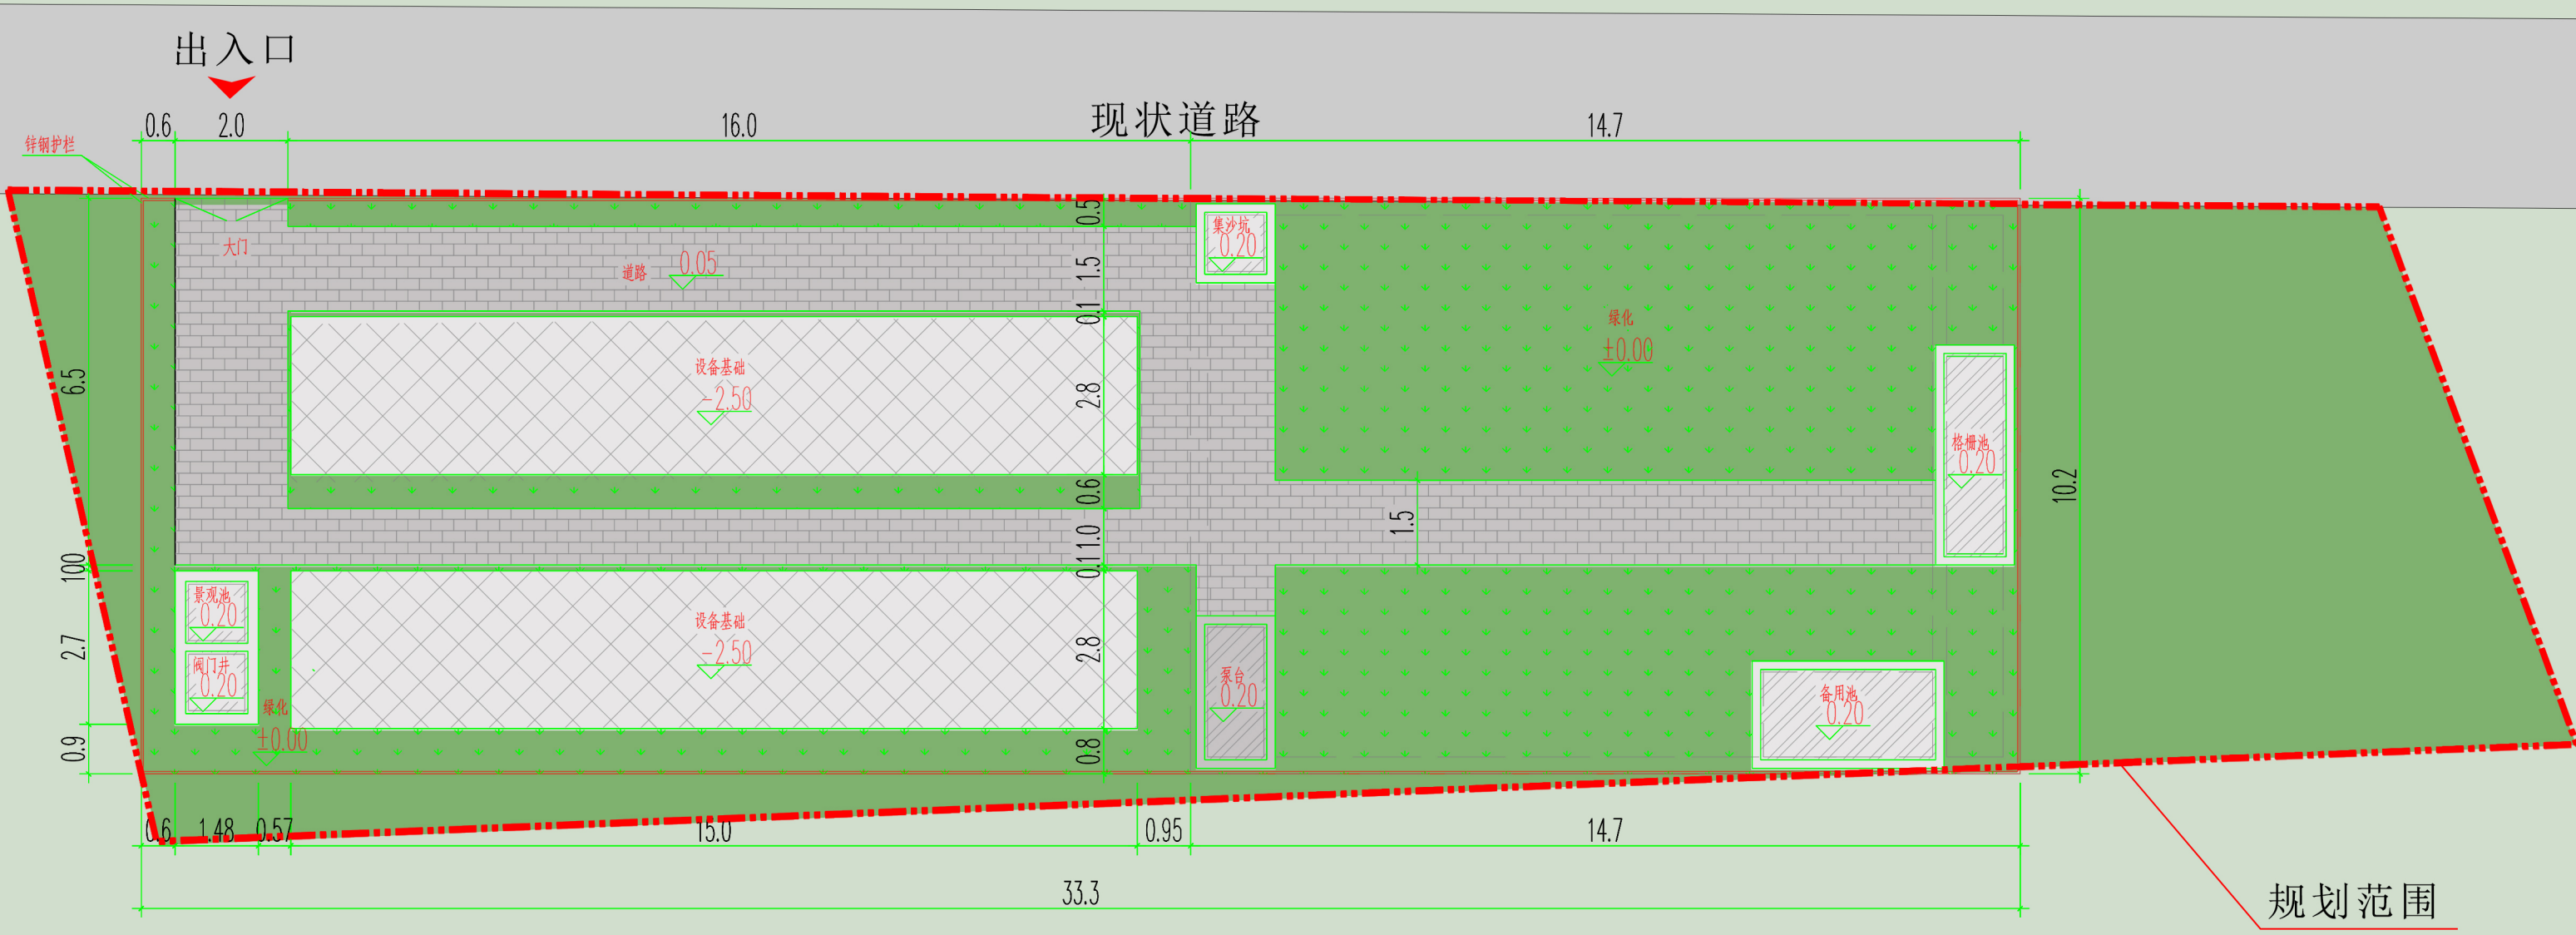 出入口
0.6
2.0
16.0
现状道路
14.7
锌钢护栏
大门
道路
0.05
0.5
1.5
0.1
2.8
0.6
1.0
0.1
2.8
0.8
集沙坑
0.20
绿化
±0.00
设备基础
-2.50
6.5
100
2.7
0.9
格栅池
0.20
10.2
1.5
景观池
0.20
阀门井
0.20
绿化
±0.00
设备基础
-2.50
泵台
0.20
备用池
0.20
0.6
1.48
0.57
15.0
0.95
14.7
33.3
规划范围